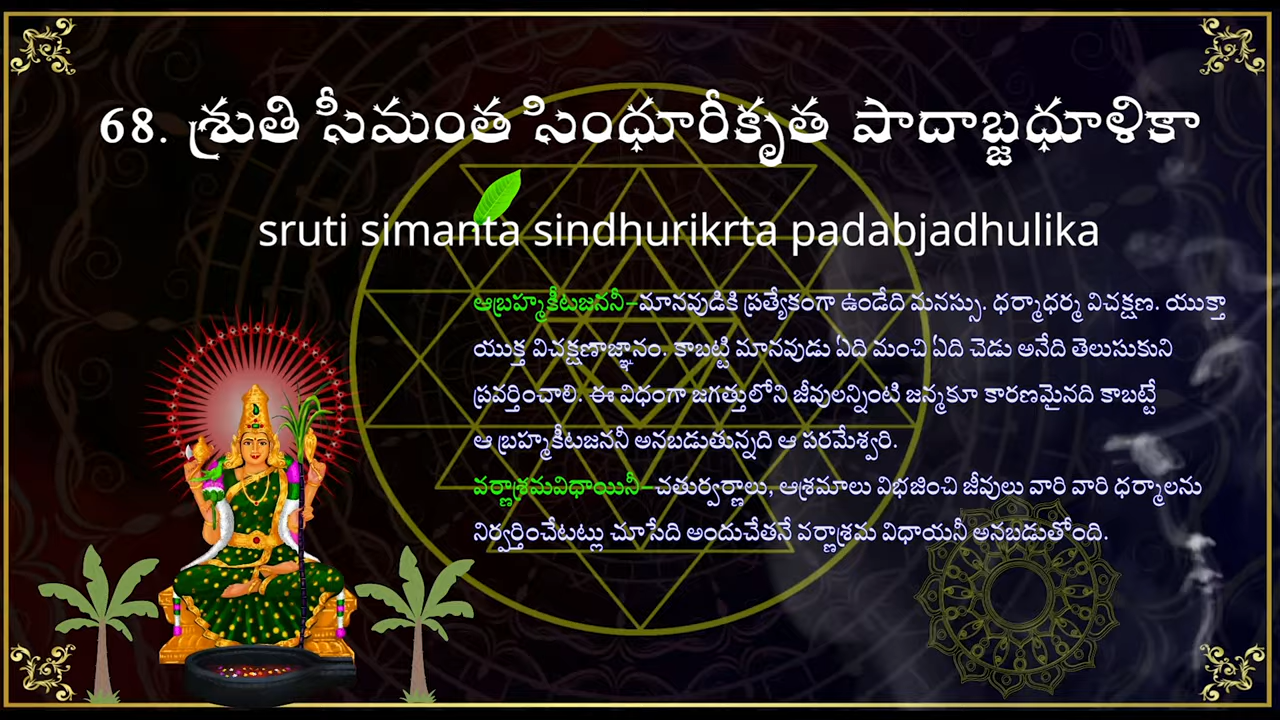 68. శ్రుతి సీమంత సింధూరీకృత పాదాబ్జధూళికా
sruti simanta sindhurikrta padabjadhulika
ఆబ్రహ్మకీటజననీ-మానవుడికి ప్రత్యేకంగా ఉండేది మనస్సు. ధర్మాధర్మ విచక్షణ. యుక్తా
యుక్త విచక్షణాజ్ఞానం. కాబట్టి మానవుడు ఏది మంచి ఏది చెడు అనేది తెలుసుకుని
ప్రవర్తించాలి. ఈ విధంగా జగత్తులోని జీవులన్నింటి జన్మకూ కారణమైనది కాబట్టే
ఆ బ్రహ్మకీటజననీ అనబడుతున్నది ఆ పరమేశ్వరి.
వర్ణాశ్రమవిధాయినీ-చతుర్వర్ణాలు, ఆశ్రమాలు విభజించి జీవులు వారి వారి ధర్మాలను
నిర్వర్తించేటట్లు చూసేది అందుచేతనే వర్ణాశ్రమ విధాయనీ అనబడుతోంది.